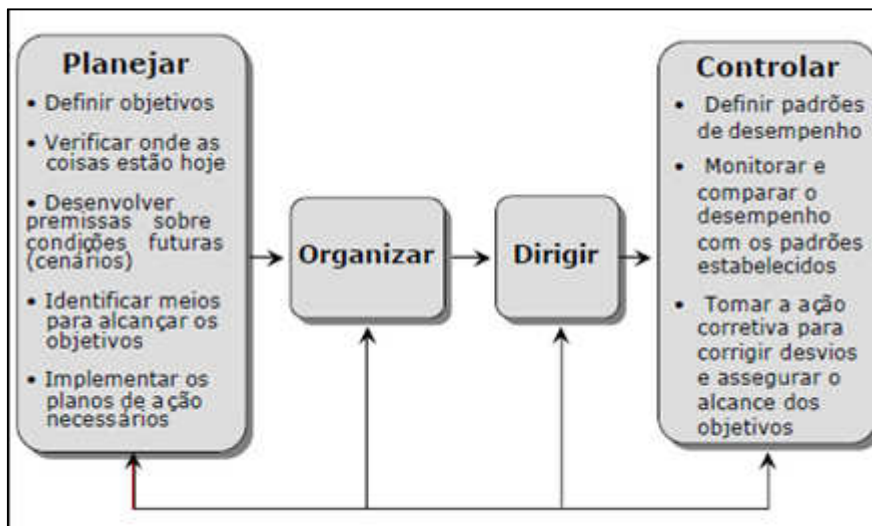 Planejar
• Definir objetivos
• Verificar onde as
coisas estão hoje
• Desenvolver
premissas sobre
condições futuras
(cenários)
• Identificar meios
para alcançar os
objetivos
• Implementar os
planos de ação
necessários
Organizar
Dirigir
Controlar
• Definir padrões
de desempenho
• Monitorar e
comparar o
desempenho
com os padrões
estabelecidos
• Tomar a ação
corretiva para
corrigir desvios
e assegurar o
alcance dos
objetivos